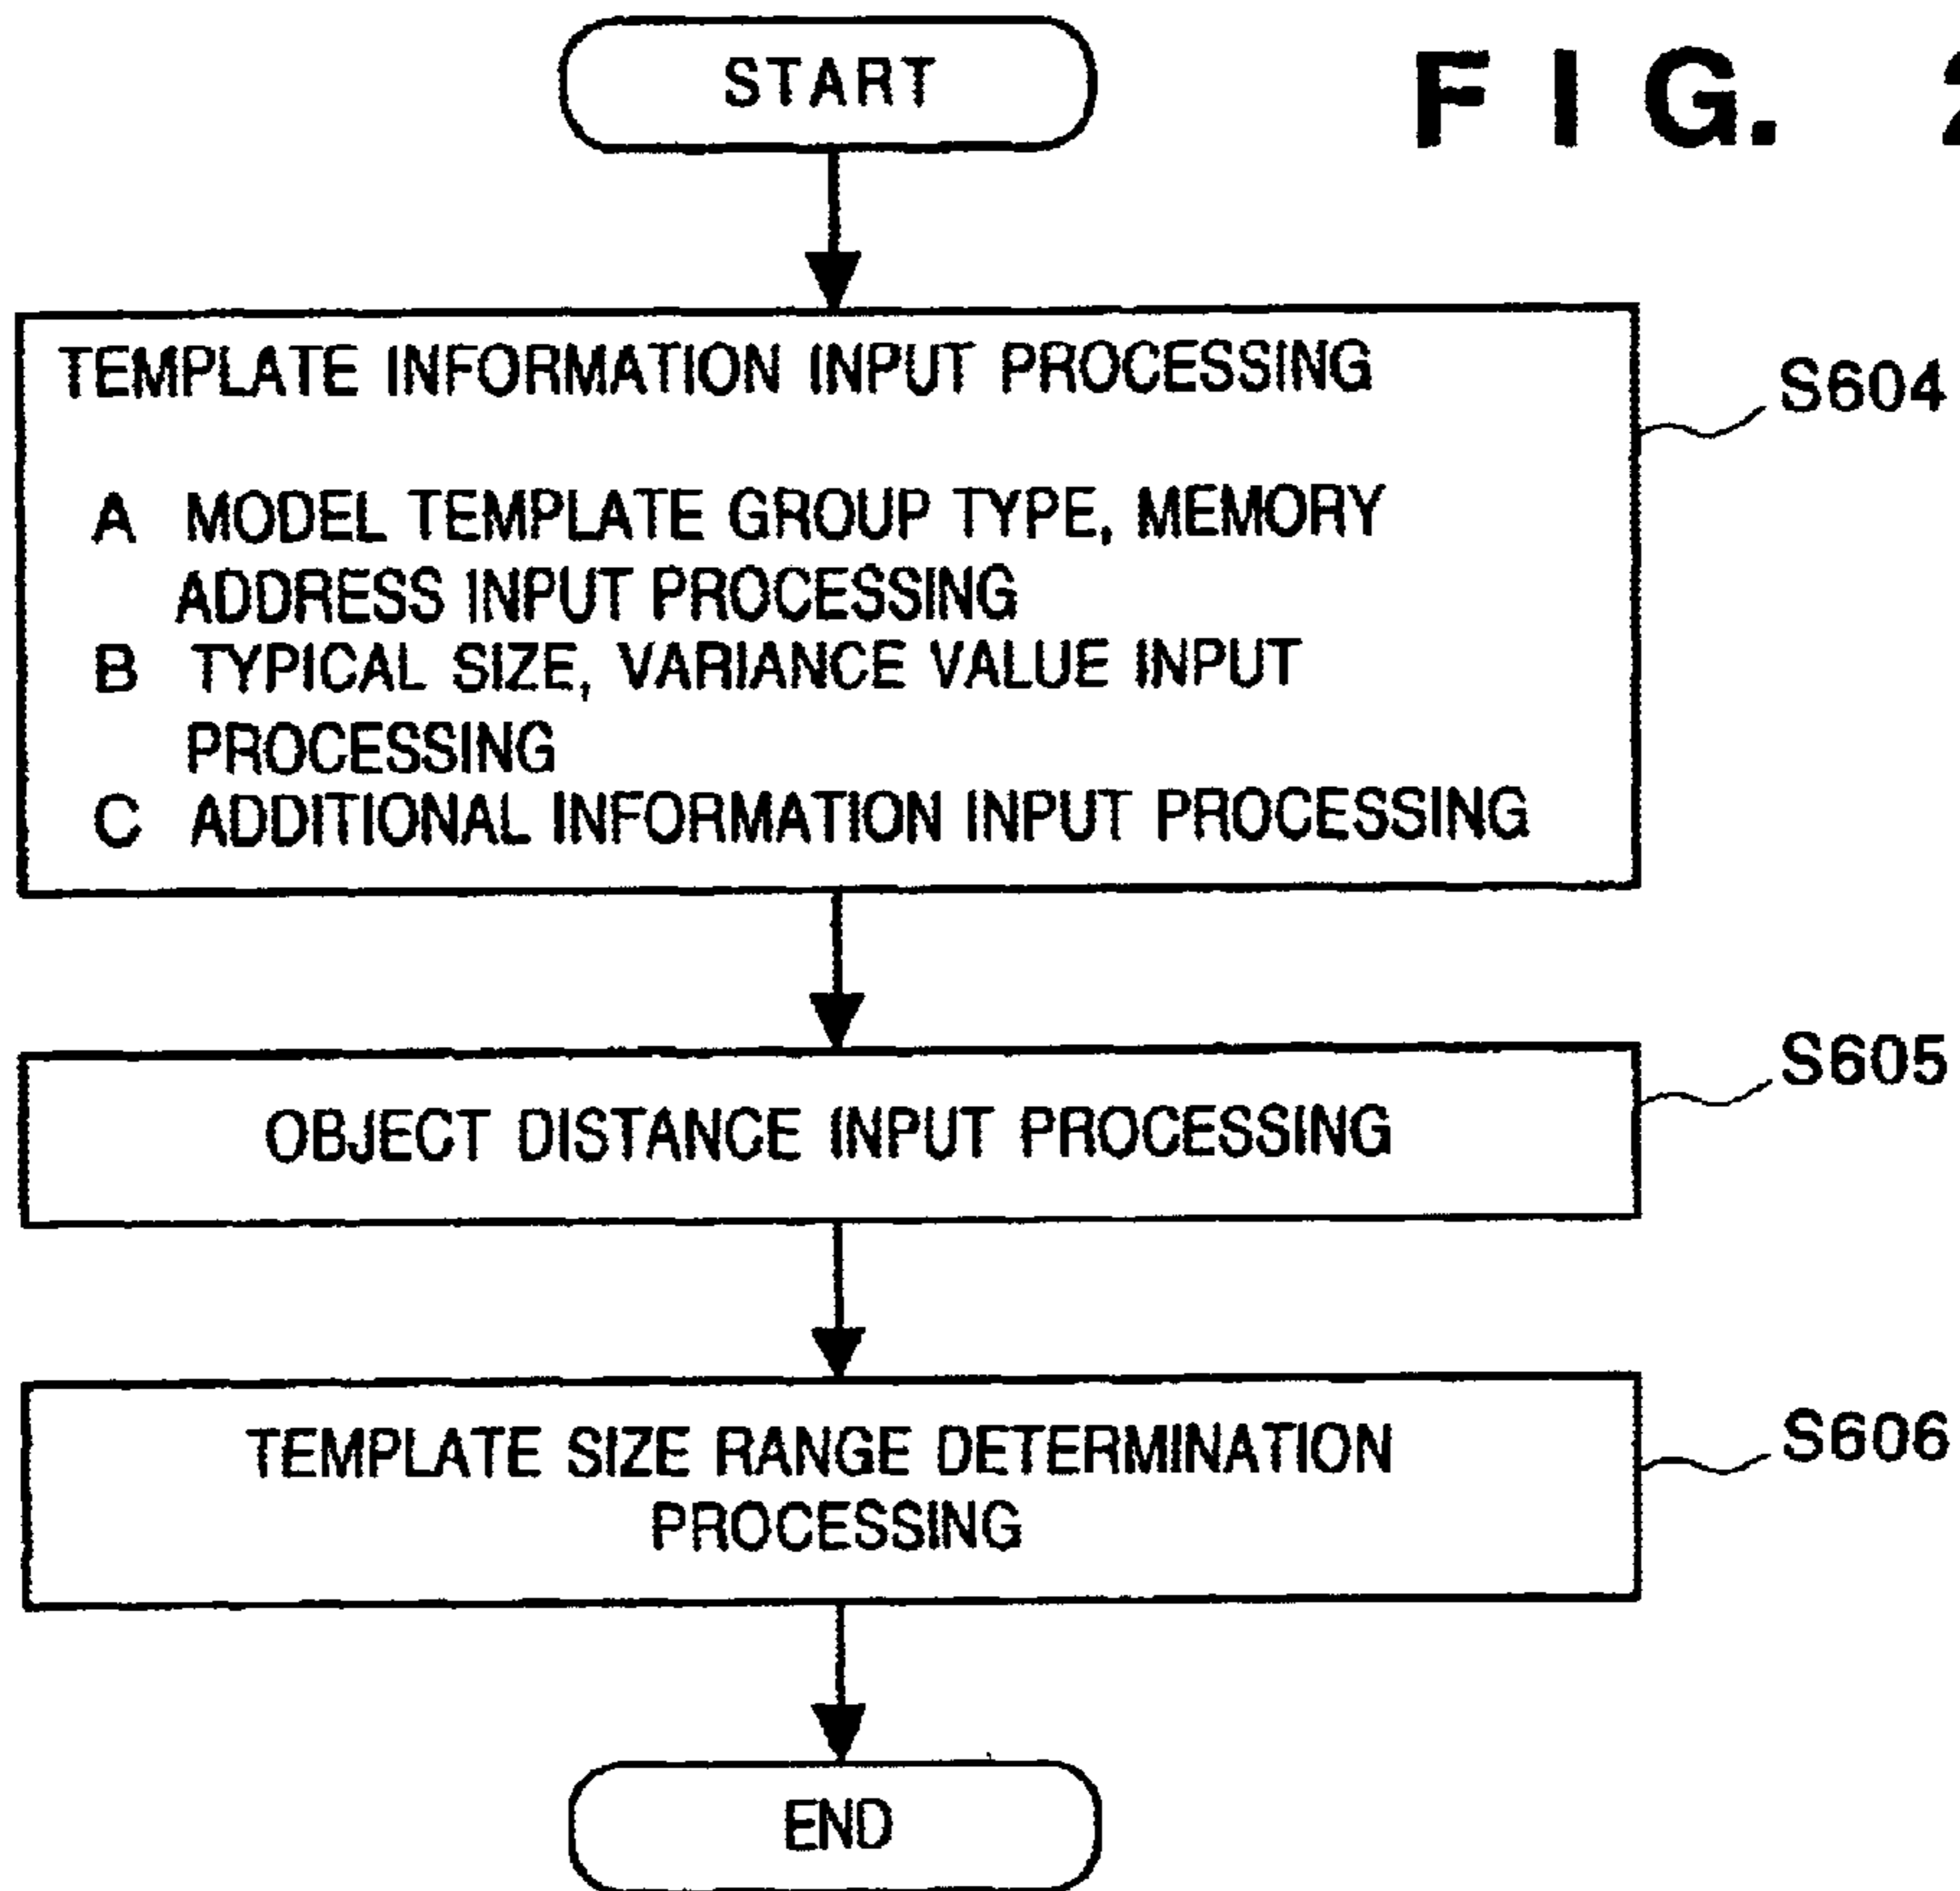 START
F I G.
TEMPLATE INFORMATION INPUT PROCESSING
S604
A MODEL TEMPLATE GROUP TYPE, MEMORY
ADDRESS INPUT PROCESSING
B TYPICAL SIZE, VARIANCE VALUE INPUT
PROCESSING
C ADDITIONAL INFORMATION INPUT PROCESSING
S605
OBJECT DISTANCE INPUT PROCESSING
S606
TEMPLATE SIZE RANGE DETERMINATION
PROCESSING
END